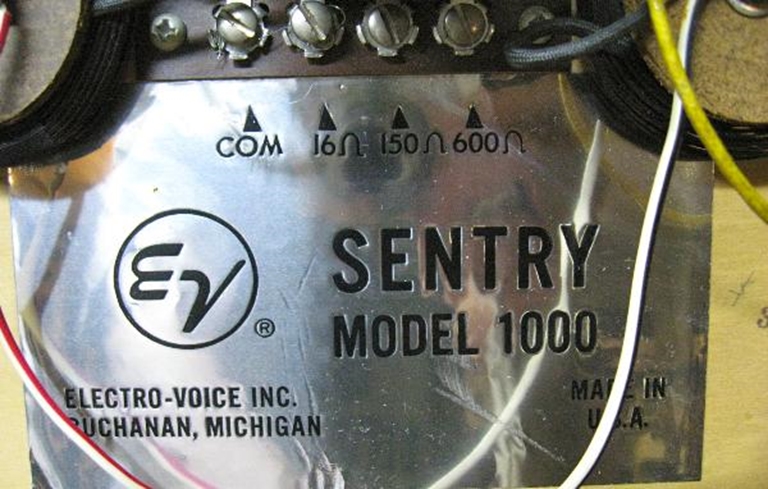 COM 16Ω 150Ω 600Ω
EV ®
SENTRY
MODEL 1000
ELECTRO-VOICE INC.
BUCHANAN, MICHIGAN
MADE IN
U.S.A.